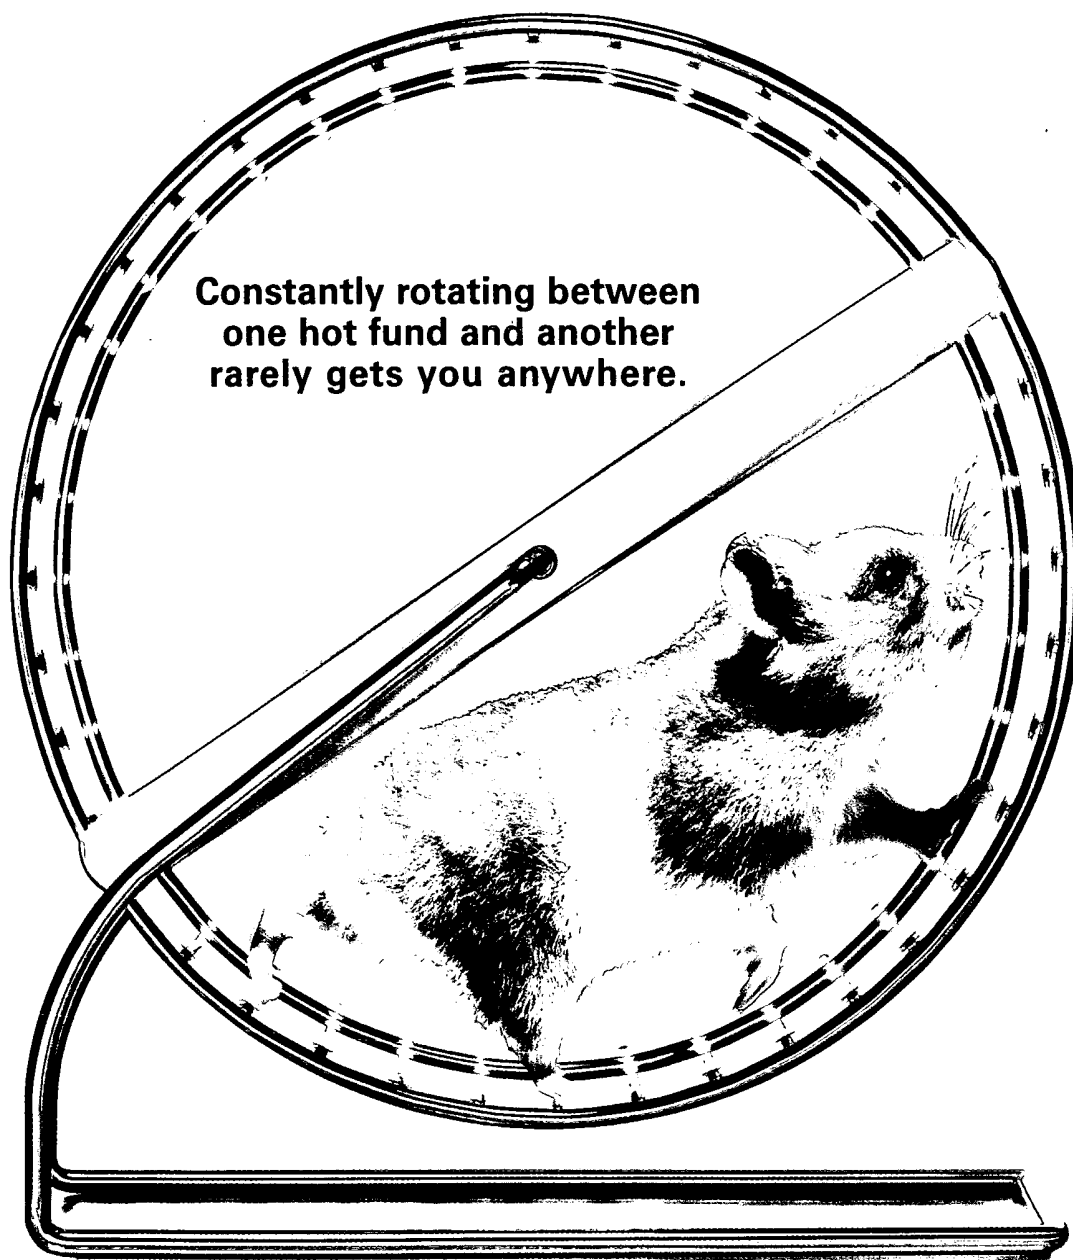 Constantly rotating between
one hot fund and another
rarely gets you anywhere.